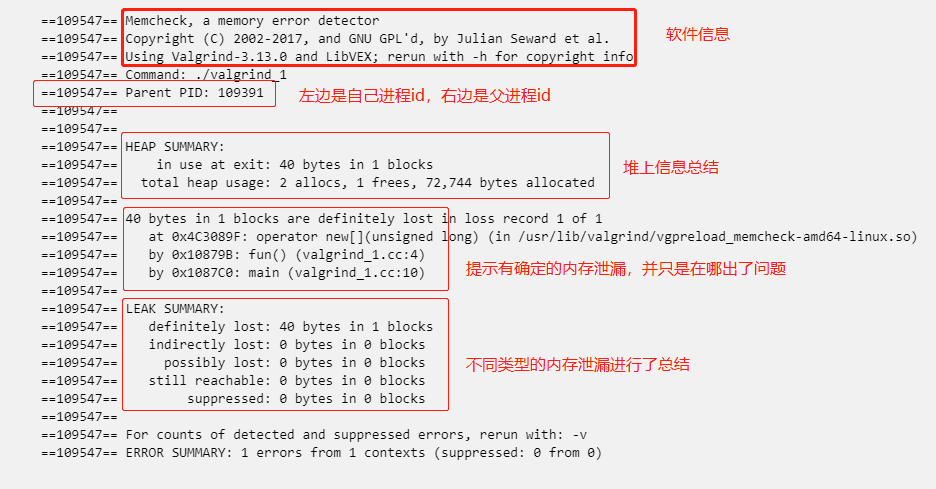 ==109547== Memcheck, a memory error detector
==109547== Copyright (C) 2002-2017, and GNU GPL'd, by Julian Seward et al.
软件信息
==109547== Using Valgrind-3.13.0 and LibVEX; rerun with -h for copyright info
==109547== Command: ./valgrind_1
==109547== Parent PID: 109391
左边是自己进程id，右边是父进程id
==109547==
==109547==
==109547== HEAP SUMMARY:
==109547== in use at exit: 40 bytes in 1 blocks
堆上信息总结
==109547== total heap usage: 2 allocs, 1 frees, 72,744 bytes allocated
==109547==
==109547== 40 bytes in 1 blocks are definitely lost in loss record 1 of 1
==109547== at 0x4C3089F: operator new[](unsigned long) (in /usr/lib/valgrind/vgpreload_memcheck-amd64-linux.so)
==109547== by 0x10879B: fun() (valgrind_1.cc:4)
==109547== by 0x1087C0: main (valgrind_1.cc:10)
提示有确定的内存泄漏，并只是在哪出了问题
==109547==
==109547== LEAK SUMMARY:
==109547== definitely lost: 40 bytes in 1 blocks
==109547== indirectly lost: 0 bytes in 0 blocks
==109547== possibly lost: 0 bytes in 0 blocks
不同类型的内存泄漏进行了总结
==109547== still reachable: 0 bytes in 0 blocks
==109547== suppressed: 0 bytes in 0 blocks
==109547==
==109547== For counts of detected and suppressed errors, rerun with: -v
==109547== ERROR SUMMARY: 1 errors from 1 contexts (suppressed: 0 from 0)